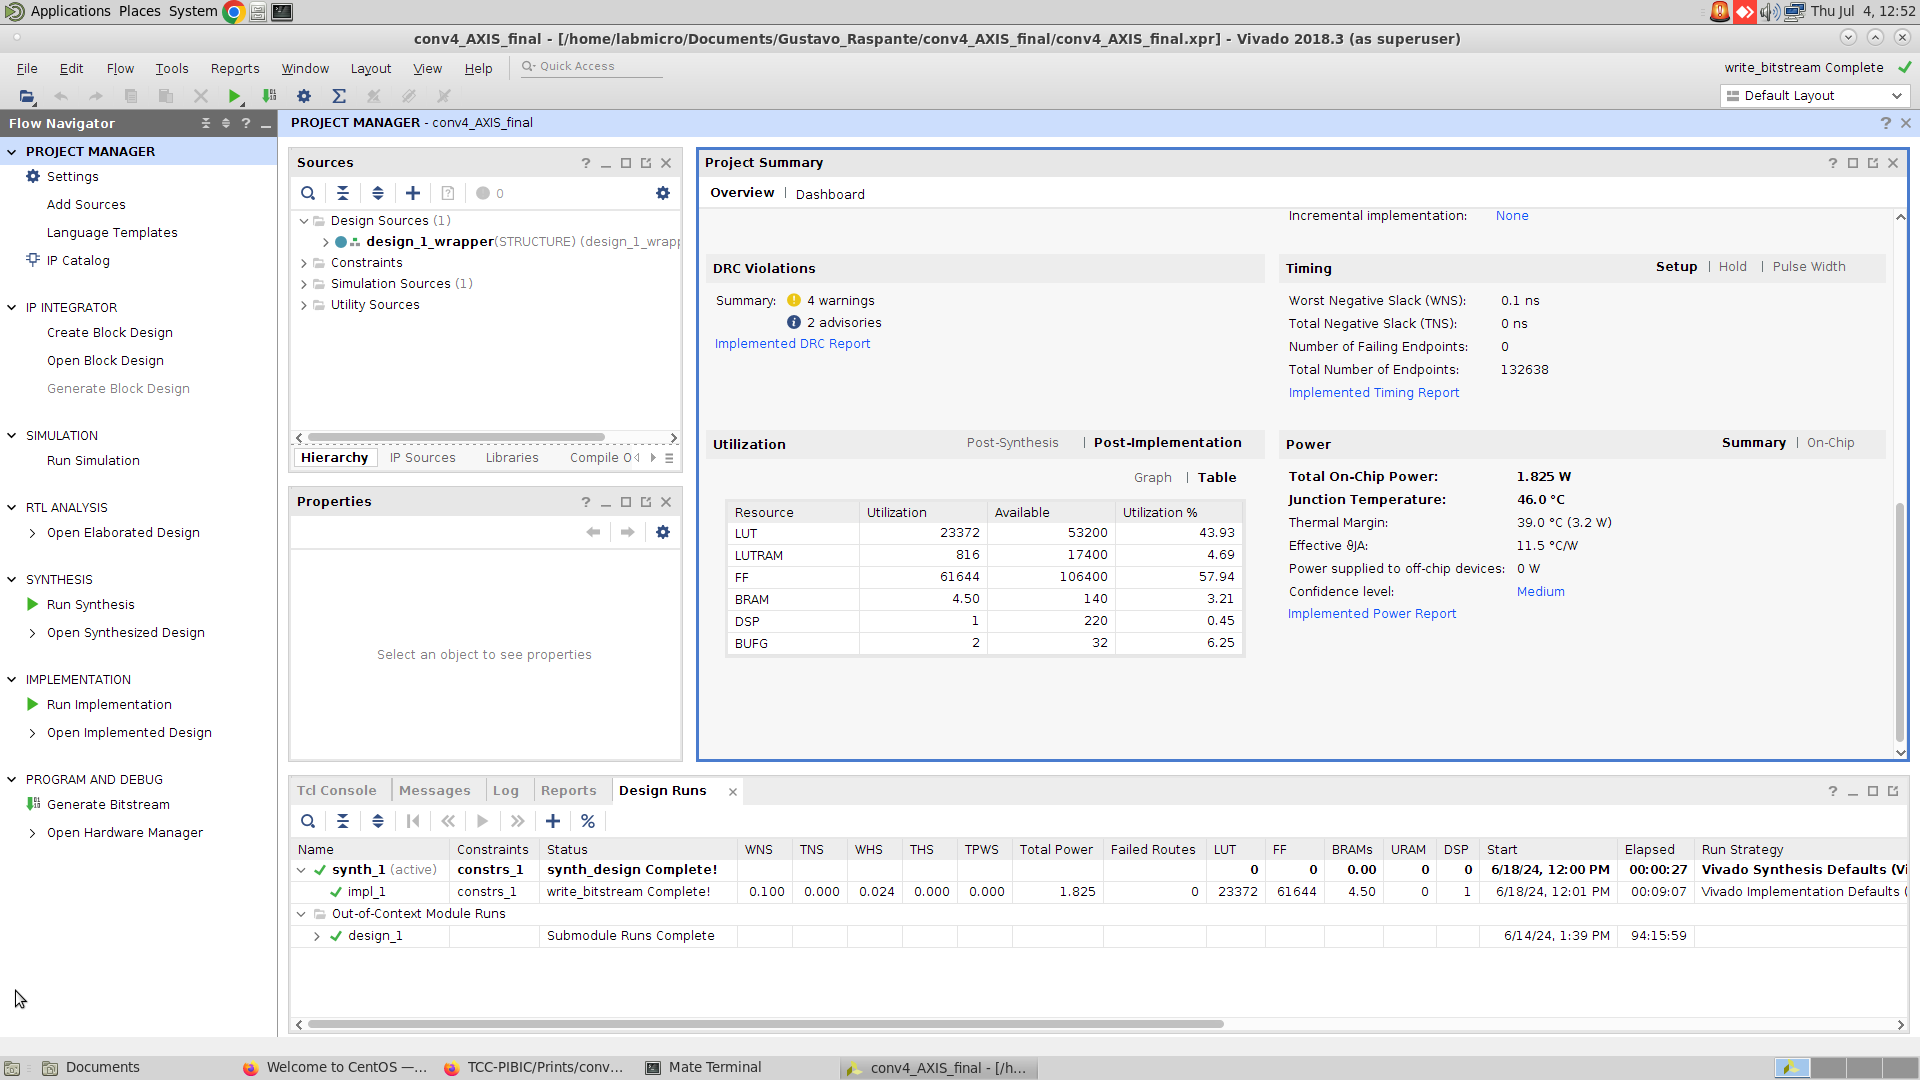 Applications Places System Thu Jul 4, 12:52
conv4_AXIS_final - [/home/labmicro/Documents/Gustavo_Raspante/conv4_AXIS_final/conv4_AXIS_final.xpr] - Vivado 2018.3 (as superuser)
File Edit Flow Tools Reports Window Layout View Help Quick Access write_bitstream Complete
Default Layout
Flow Navigator
PROJECT MANAGER - conv4_AXIS_final
PROJECT MANAGER
Settings
Add Sources
Language Templates
IP Catalog
IP INTEGRATOR
Create Block Design
Open Block Design
Generate Block Design
SIMULATION
Run Simulation
RTL ANALYSIS
Open Elaborated Design
SYNTHESIS
Run Synthesis
Open Synthesized Design
IMPLEMENTATION
Run Implementation
Open Implemented Design
PROGRAM AND DEBUG
Generate Bitstream
Open Hardware Manager
Sources
0
Design Sources (1)
design_1_wrapper(STRUCTURE) (design_1_wrapp
Constraints
Simulation Sources (1)
Utility Sources
Hierarchy IP Sources Libraries Compile O
Properties
Select an object to see properties
Project Summary
Overview | Dashboard
Incremental implementation: None
DRC Violations
Summary: 4 warnings
2 advisories
Implemented DRC Report
Timing Setup | Hold | Pulse Width
Worst Negative Slack (WNS): 0.1 ns
Total Negative Slack (TNS): 0 ns
Number of Failing Endpoints: 0
Total Number of Endpoints: 132638
Implemented Timing Report
Utilization Post-Synthesis | Post-Implementation
Graph | Table
Resource Utilization Available Utilization %
LUT 23372 53200 43.93
LUTRAM 816 17400 4.69
FF 61644 106400 57.94
BRAM 4.50 140 3.21
DSP 1 220 0.45
BUFG 2 32 6.25
Power Summary | On-Chip
Total On-Chip Power: 1.825 W
Junction Temperature: 46.0 °C
Thermal Margin: 39.0 °C (3.2 W)
Effective ϑJA: 11.5 °C/W
Power supplied to off-chip devices: 0 W
Confidence level: Medium
Implemented Power Report
Tcl Console Messages Log Reports Design Runs
Name Constraints Status WNS TNS WHS THS TPWS Total Power Failed Routes LUT FF BRAMs URAM DSP Start Elapsed Run Strategy
synth_1 (active) constrs_1 synth_design Complete! 0 0 0.00 0 0 6/18/24, 12:00 PM 00:00:27 Vivado Synthesis Defaults (Vi
impl_1 constrs_1 write_bitstream Complete! 0.100 0.000 0.024 0.000 0.000 1.825 0 23372 61644 4.50 0 1 6/18/24, 12:01 PM 00:09:07 Vivado Implementation Defaults (
Out-of-Context Module Runs
design_1 Submodule Runs Complete 6/14/24, 1:39 PM 94:15:59
Documents Welcome to CentOS —... TCC-PIBIC/Prints/conv... Mate Terminal conv4_AXIS_final - [/h...